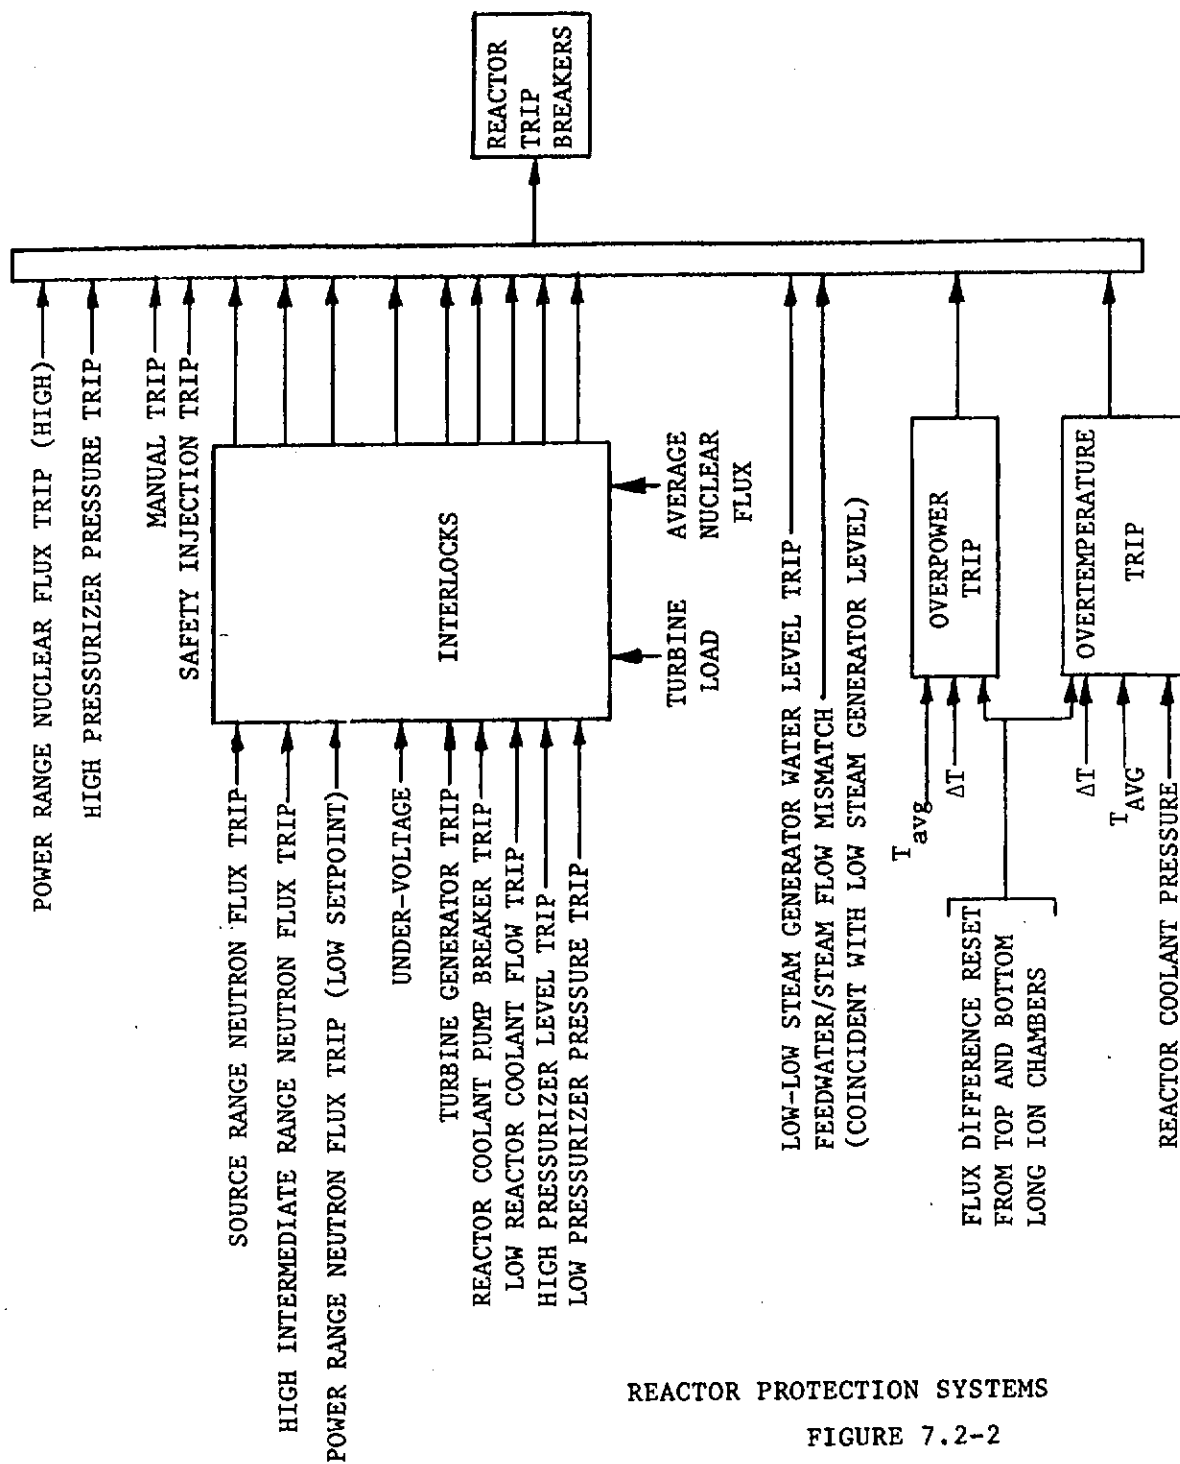 POWER RANGE NUCLEAR FLUX TRIP (HIGH)
HIGH PRESSURIZER PRESSURE TRIP
MANUAL TRIP
SAFETY INJECTION TRIP
SOURCE RANGE NEUTRON FLUX TRIP
HIGH INTERMEDIATE RANGE NEUTRON FLUX TRIP
POWER RANGE NEUTRON FLUX TRIP (LOW SETPOINT)
UNDER-VOLTAGE
TURBINE GENERATOR TRIP
REACTOR COOLANT PUMP BREAKER TRIP
LOW REACTOR COOLANT FLOW TRIP
HIGH PRESSURIZER LEVEL TRIP
LOW PRESSURIZER PRESSURE TRIP
INTERLOCKS
TURBINE
LOAD
AVERAGE
NUCLEAR
FLUX
REACTOR
TRIP
BREAKERS
LOW-LOW STEAM GENERATOR WATER LEVEL TRIP
FEEDWATER/STEAM FLOW MISMATCH
(COINCIDENT WITH LOW STEAM GENERATOR LEVEL)
Tavg
ΔT
OVERPOWER
TRIP
FLUX DIFFERENCE RESET
FROM TOP AND BOTTOM
LONG ION CHAMBERS
ΔT
TAVG
REACTOR COOLANT PRESSURE
OVERTEMPERATURE
TRIP
REACTOR PROTECTION SYSTEMS
FIGURE 7.2-2